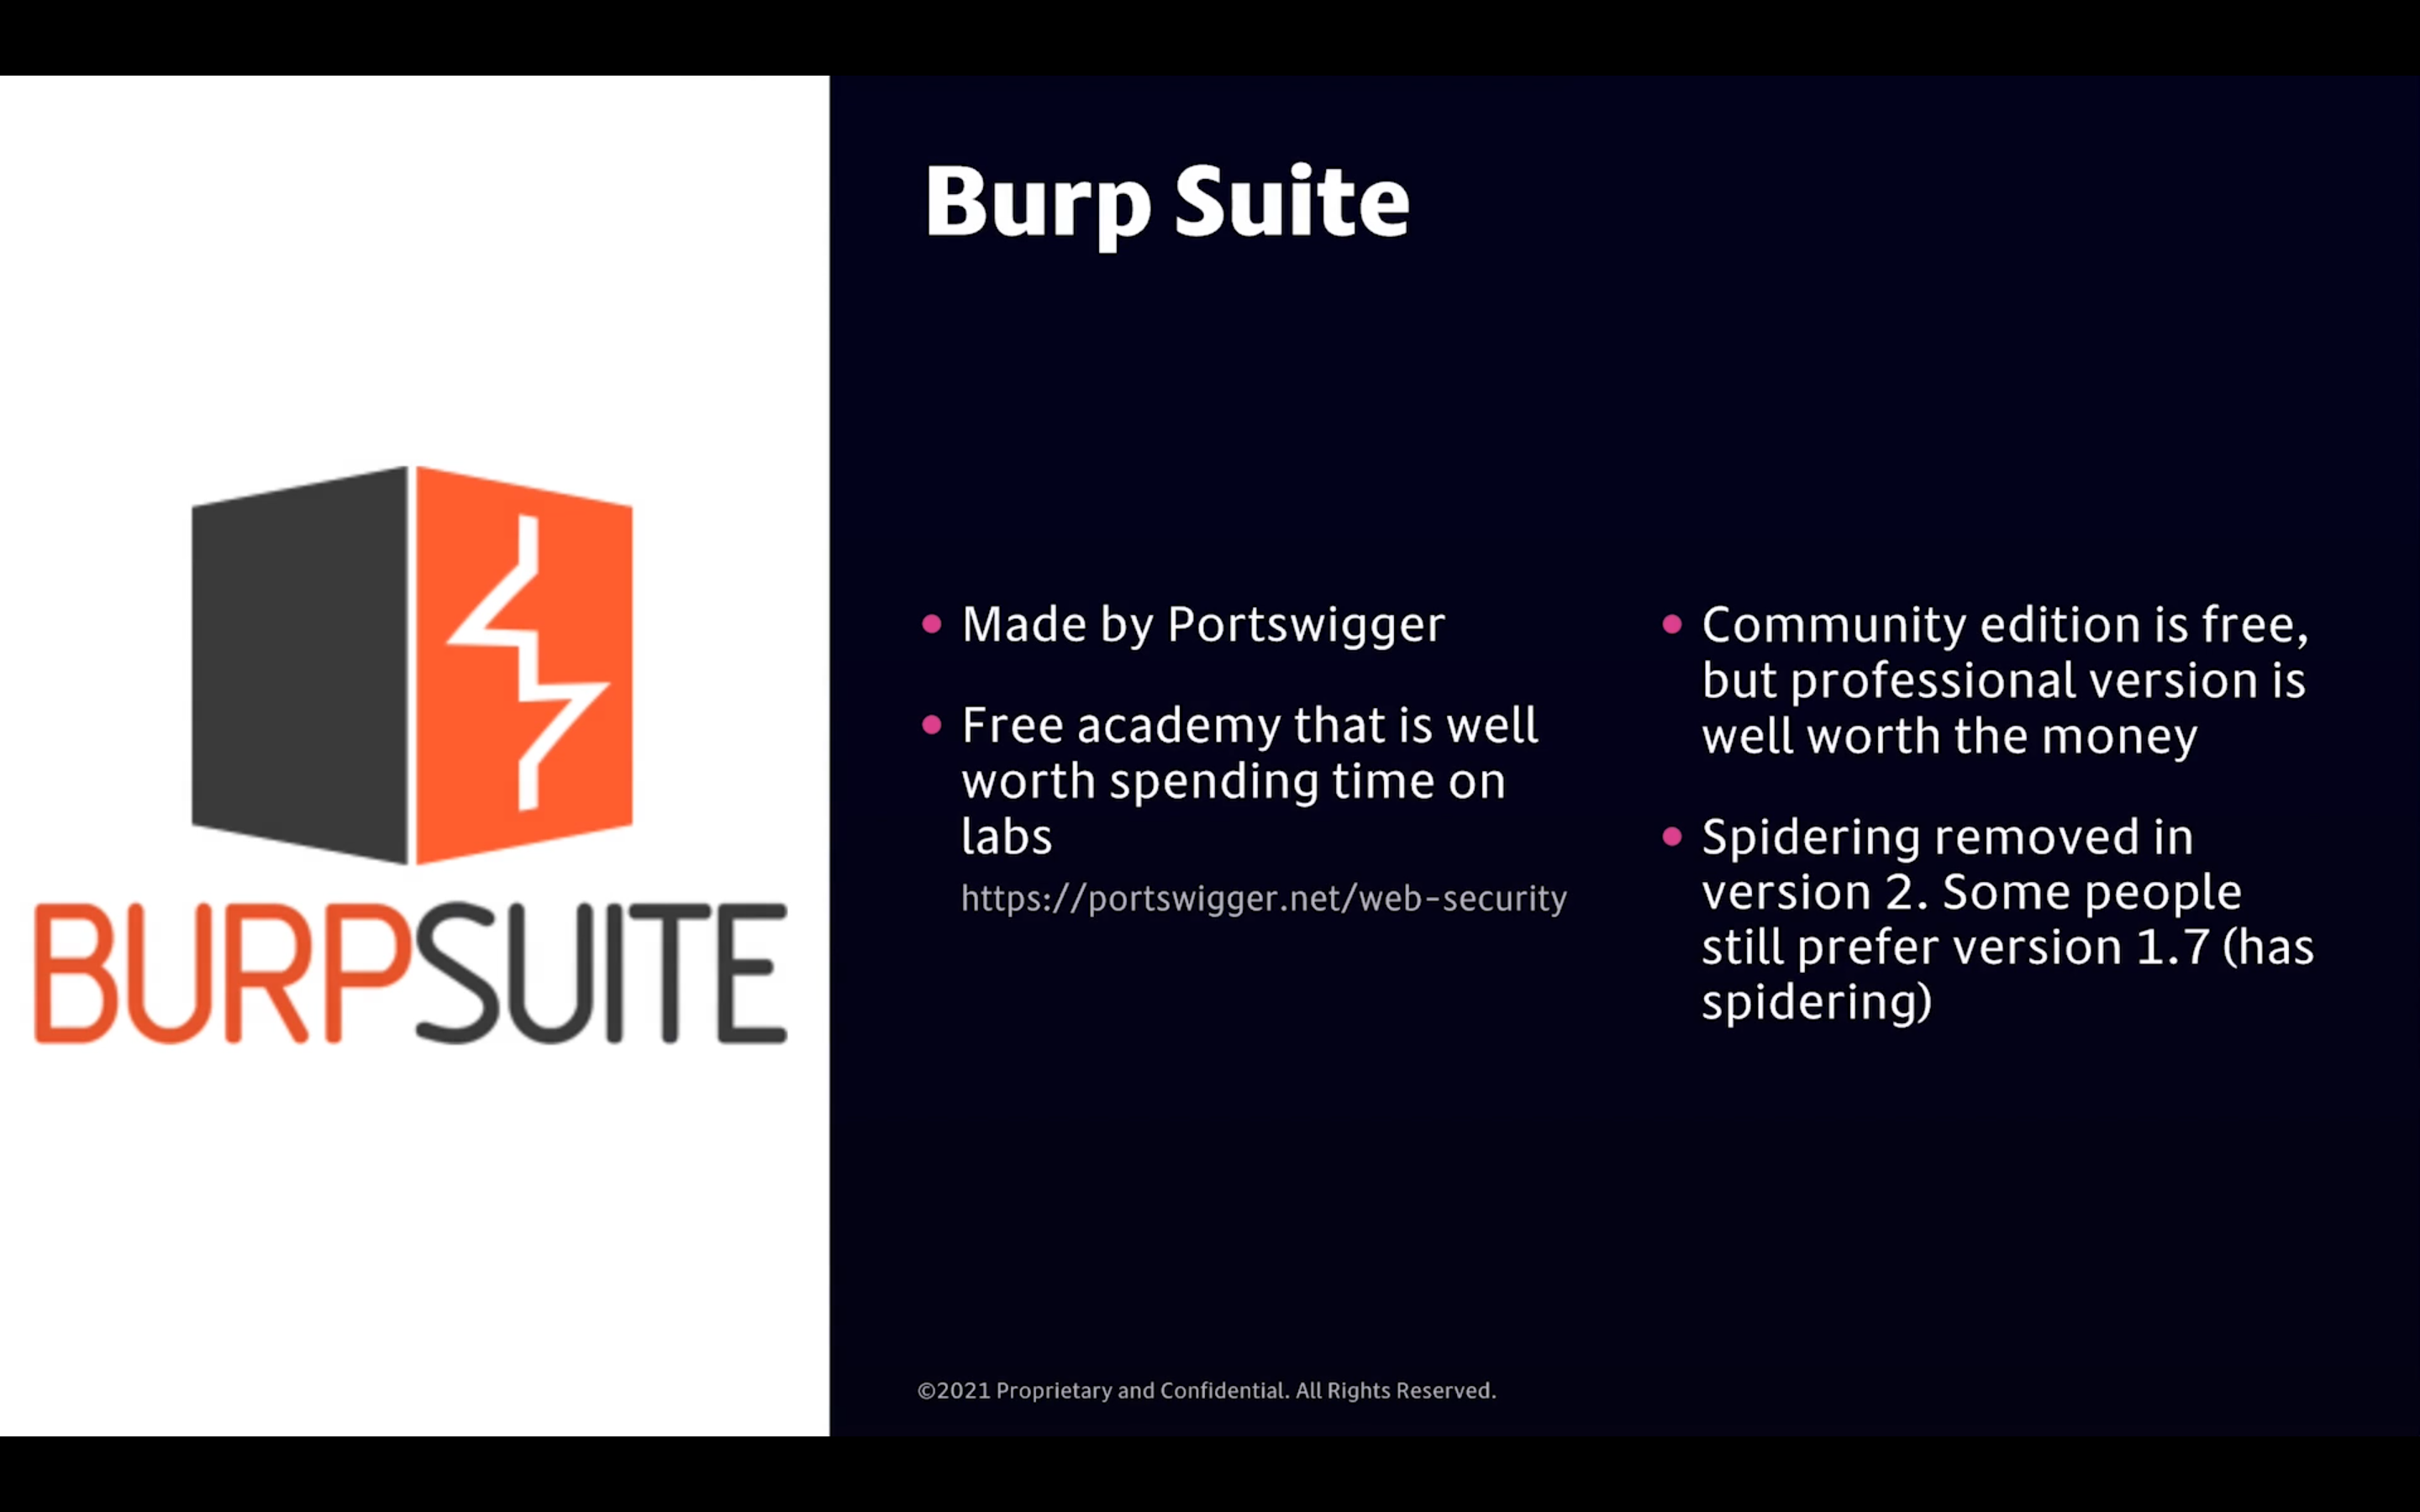 Burp Suite
BURPSUITE
Made by Portswigger
Free academy that is well
worth spending time on
labs
https://portswigger.net/web-security
Community edition is free,
but professional version is
well worth the money
Spidering removed in
version 2. Some people
still prefer version 1.7 (has
spidering)
©2021 Proprietary and Confidential. All Rights Reserved.